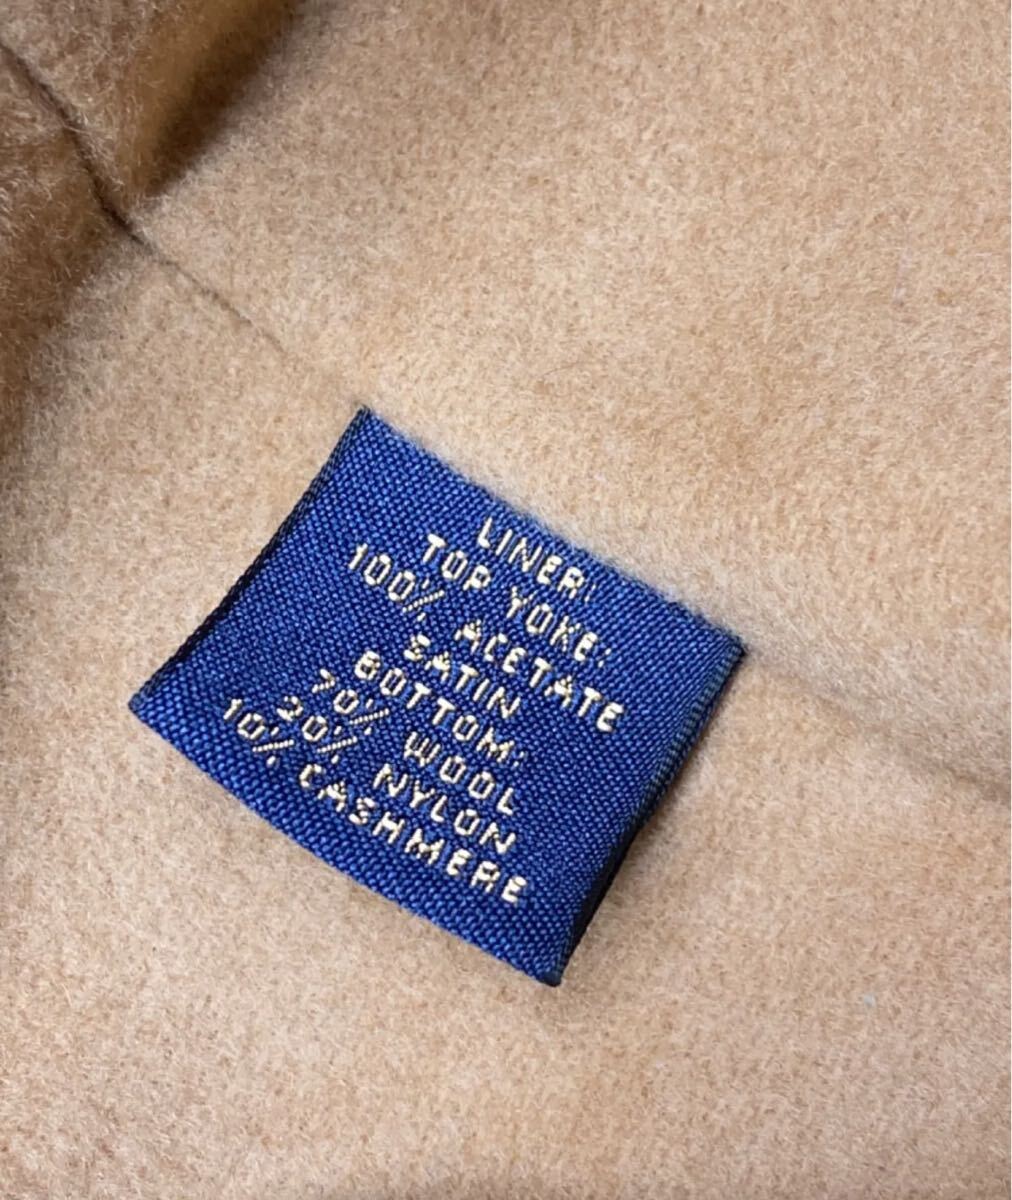 LINER:
TOP YOKE:
100% ACETATE
SATIN
BOTTOM:
70% WOOL
20% NYLON
10% CASHMERE